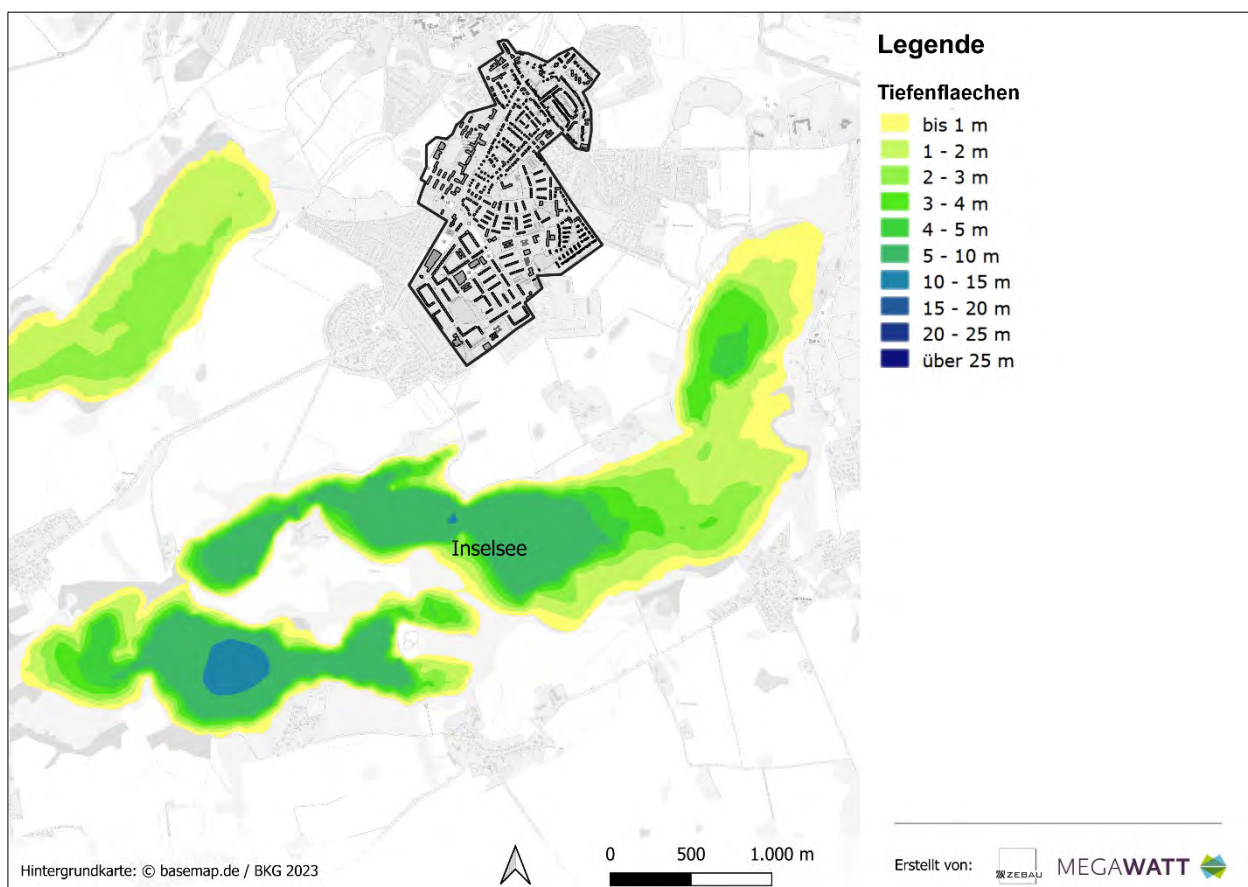 Legende
Tiefenflaechen
bis 1 m
1 - 2 m
2 - 3 m
3 - 4 m
4 - 5 m
5 - 10 m
10 - 15 m
15 - 20 m
20 - 25 m
über 25 m
Inselsee
Hintergrundkarte: © basemap.de / BKG 2023
0 500 1.000 m
Erstellt von:
ZEBAU
MEGAWATT